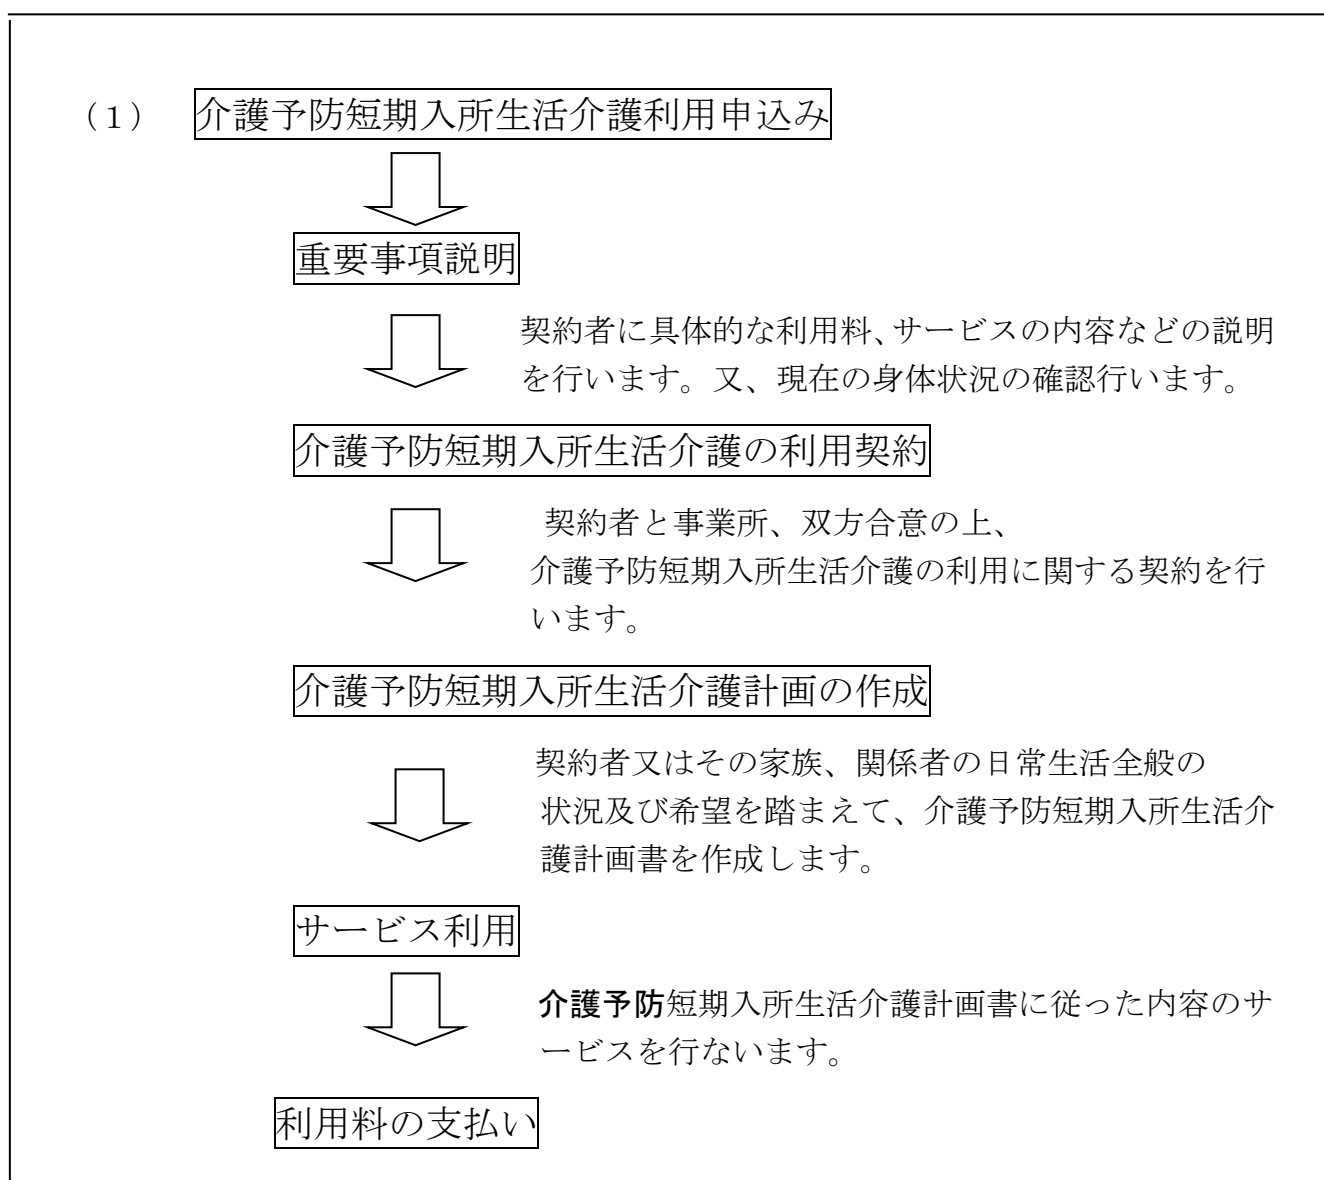 (1) 介護予防短期入所生活介護利用申込み
重要事項説明
契約者に具体的な利用料、サービスの内容などの説明
を行います。又、現在の身体状況の確認行います。
介護予防短期入所生活介護の利用契約
契約者と事業所、双方合意の上、
介護予防短期入所生活介護の利用に関する契約を行
います。
介護予防短期入所生活介護計画の作成
契約者又はその家族、関係者の日常生活全般の
状況及び希望を踏まえて、介護予防短期入所生活介
護計画書を作成します。
サービス利用
介護予防短期入所生活介護計画書に従った内容のサ
ービスを行ないます。
利用料の支払い